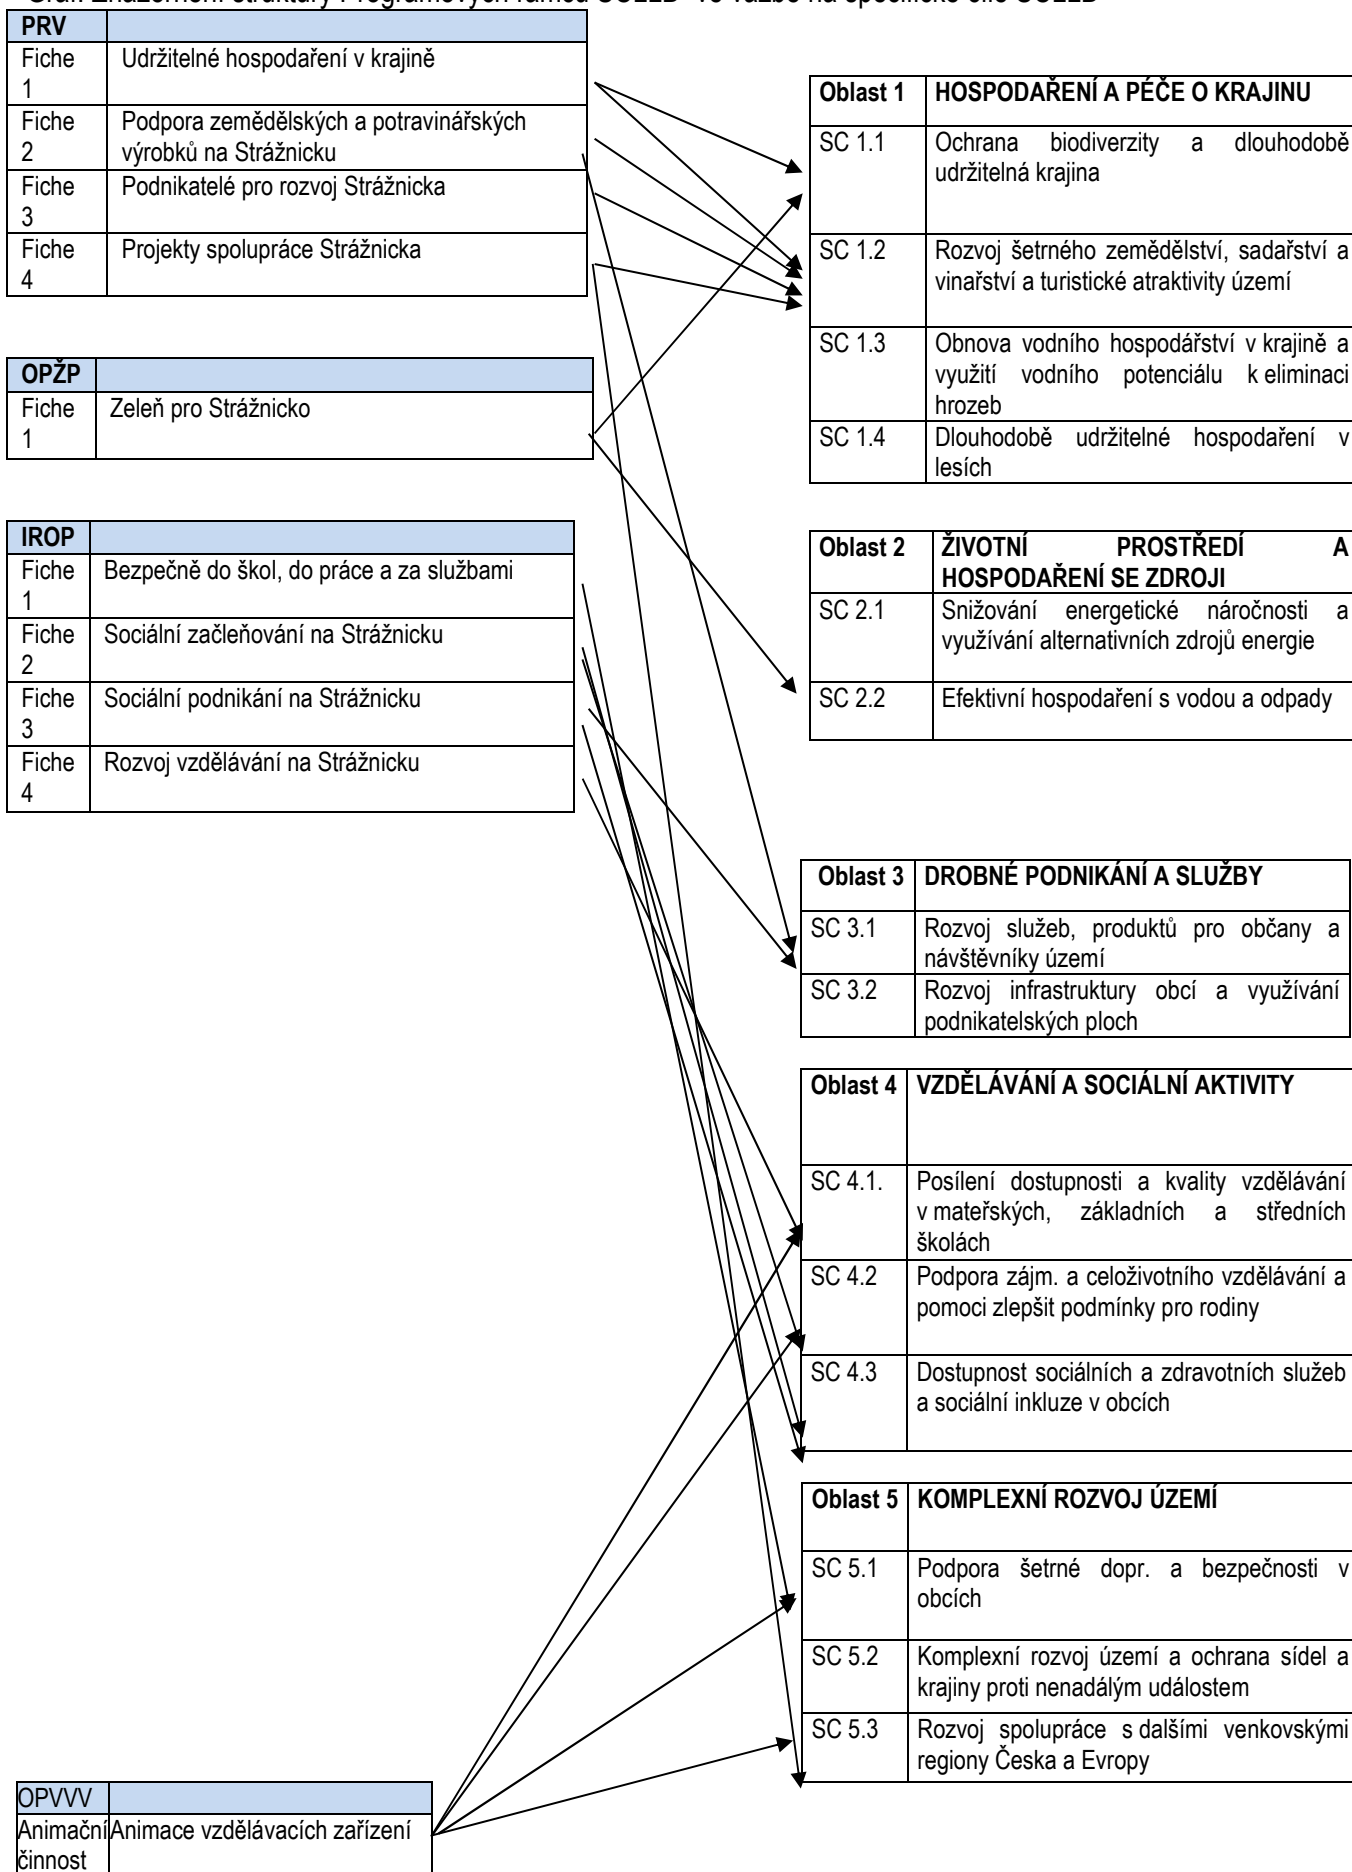 PRV
Fiche 1 Udržitelné hospodaření v krajině
Fiche 2 Podpora zemědělských a potravinářských
výrobků na Strážnicku
Fiche 3 Podnikatelé pro rozvoj Strážnicka
Fiche 4 Projekty spolupráce Strážnicka
OPŽP
Fiche 1 Zeleň pro Strážnicko
IROP
Fiche 1 Bezpečně do škol, do práce a za službami
Fiche 2 Sociální začleňování na Strážnicku
Fiche 3 Sociální podnikání na Strážnicku
Fiche 4 Rozvoj vzdělávání na Strážnicku
OPVVV
Animační činnost Animace vzdělávacích zařízení
Oblast 1 HOSPODAŘENÍ A PÉČE O KRAJINU
SC 1.1 Ochrana biodiverzity a dlouhodobě
udržitelná krajina
SC 1.2 Rozvoj šetrného zemědělství, sadařství a
vinařství a turistické atraktivity území
SC 1.3 Obnova vodního hospodářství v krajině a
využití vodního potenciálu k eliminaci
hrozeb
SC 1.4 Dlouhodobě udržitelné hospodaření v
lesích
Oblast 2 ŽIVOTNÍ PROSTŘEDÍ A
HOSPODAŘENÍ SE ZDROJI
SC 2.1 Snižování energetické náročnosti a
využívání alternativních zdrojů energie
SC 2.2 Efektivní hospodaření s vodou a odpady
Oblast 3 DROBNÉ PODNIKÁNÍ A SLUŽBY
SC 3.1 Rozvoj služeb, produktů pro občany a
návštěvníky území
SC 3.2 Rozvoj infrastruktury obcí a využívání
podnikatelských ploch
Oblast 4 VZDĚLÁVÁNÍ A SOCIÁLNÍ AKTIVITY
SC 4.1. Posílení dostupnosti a kvality vzdělávání
v mateřských, základních a středních
školách
SC 4.2 Podpora zájm. a celoživotního vzdělávání a
pomoci zlepšit podmínky pro rodiny
SC 4.3 Dostupnost sociálních a zdravotních služeb
a sociální inkluze v obcích
Oblast 5 KOMPLEXNÍ ROZVOJ ÚZEMÍ
SC 5.1 Podpora šetrné dopr. a bezpečnosti v
obcích
SC 5.2 Komplexní rozvoj území a ochrana sídel a
krajiny proti nenadálým událostem
SC 5.3 Rozvoj spolupráce s dalšími venkovskými
regiony Česka a Evropy